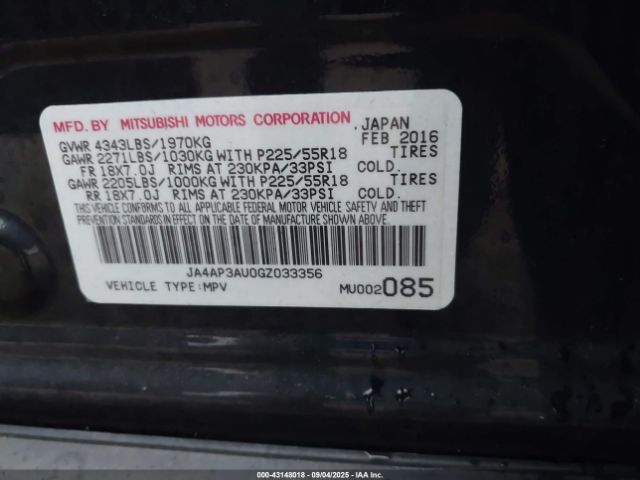 MFD. BY MITSUBISHI MOTORS CORPORATION JAPAN
GVWR 4343LBS/1970KG FEB 2016
GAWR 2271LBS/1030KG WITH P225/55R18 TIRES
FR 18X7.0J RIMS AT 230KPA/33PSI COLD.
GAWR 2205LBS/1000KG WITH P225/55R18 TIRES
RR 18X7.0J RIMS AT 230KPA/33PSI COLD.
THIS VEHICLE CONFORMS TO ALL APPLICABLE FEDERAL MOTOR VEHICLE SAFETY AND THEFT
PREVENTION STANDARDS IN EFFECT ON THE DATE OF MANUFACTURE SHOWN ABOVE.
JA4AP3AU0GZ033356
VEHICLE TYPE:MPV MU002085
000-43148018 - 09/04/2025 - IAAI.COM